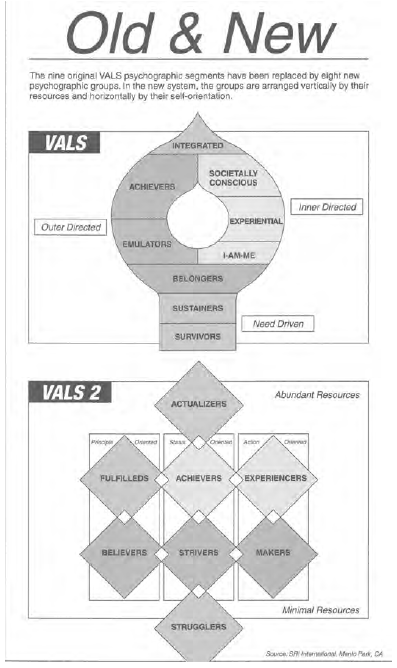 Old & New
The nine original VALS psychographic segments have been replaced by eight new
psychographic groups. In the new system, the groups are arranged vertically by their
resources and horizontally by their self-orientation.
VALS
INTEGRATED
ACHIEVERS
SOCIETALLY
CONSCIOUS
Inner Directed
EXPERIENTIAL
Outer Directed
EMULATORS
I-AM-ME
BELONGERS
SUSTAINERS
Need Driven
SURVIVORS
VALS 2
Abundant Resources
ACTUALIZERS
Principle Oriented Status Oriented Action Oriented
FULFILLEDS ACHIEVERS EXPERIENCERS
BELIEVERS STRIVERS MAKERS
Minimal Resources
STRUGGLERS
Source: SRI International, Menlo Park, CA